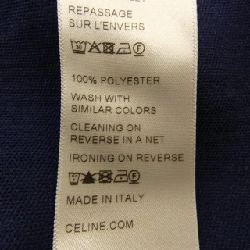 REPASSAGE
SUR L'ENVERS
100% POLYESTER
WASH WITH
SIMILAR COLORS
CLEANING ON
REVERSE IN A NET
IRONING ON REVERSE
MADE IN ITALY
CELINE.COM